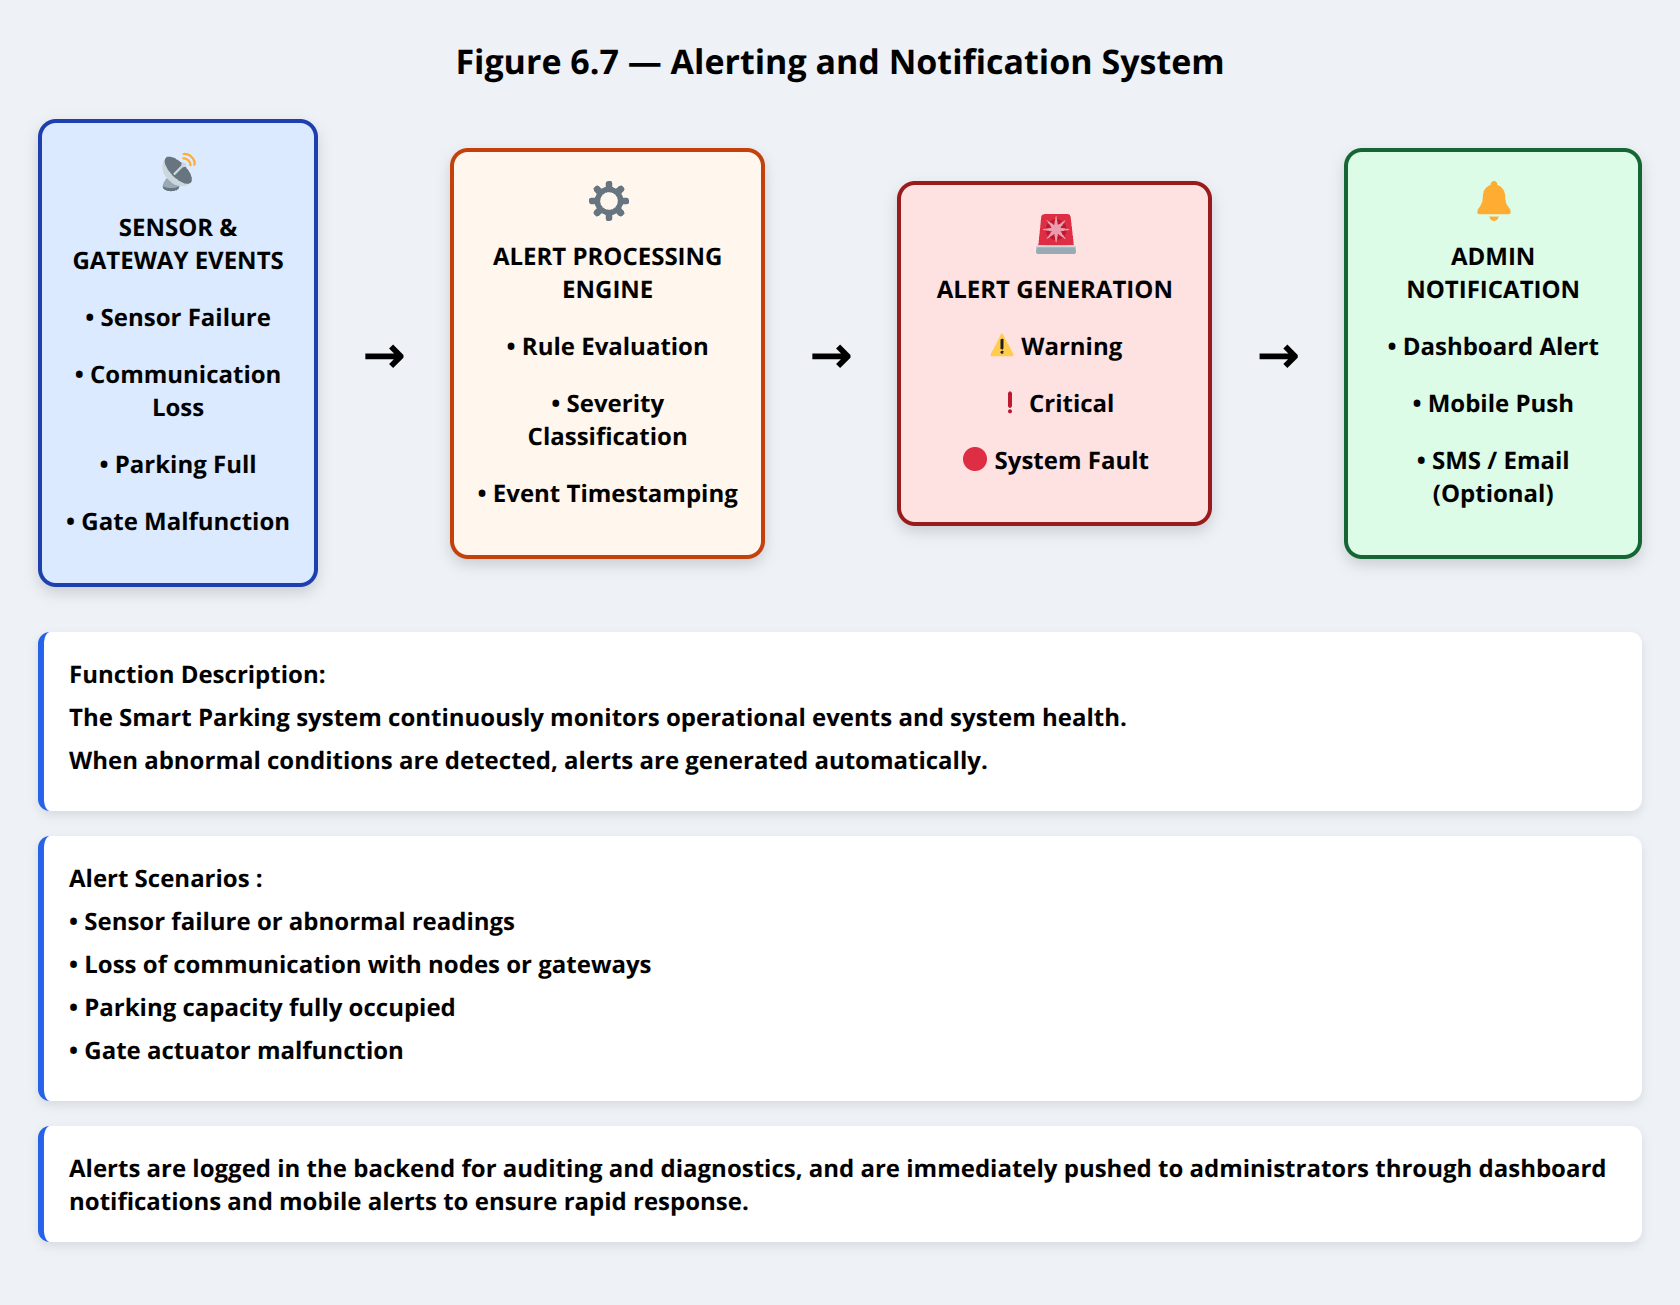 Figure 6.7 — Alerting and Notification System
SENSOR &
GATEWAY EVENTS
• Sensor Failure
• Communication
Loss
• Parking Full
• Gate Malfunction
→
ALERT PROCESSING
ENGINE
• Rule Evaluation
• Severity
Classification
• Event Timestamping
→
ALERT GENERATION
⚠️ Warning
❗ Critical
🔴 System Fault
→
ADMIN
NOTIFICATION
• Dashboard Alert
• Mobile Push
• SMS / Email
(Optional)
Function Description:
The Smart Parking system continuously monitors operational events and system health.
When abnormal conditions are detected, alerts are generated automatically.
Alert Scenarios :
• Sensor failure or abnormal readings
• Loss of communication with nodes or gateways
• Parking capacity fully occupied
• Gate actuator malfunction
Alerts are logged in the backend for auditing and diagnostics, and are immediately pushed to administrators through dashboard
notifications and mobile alerts to ensure rapid response.